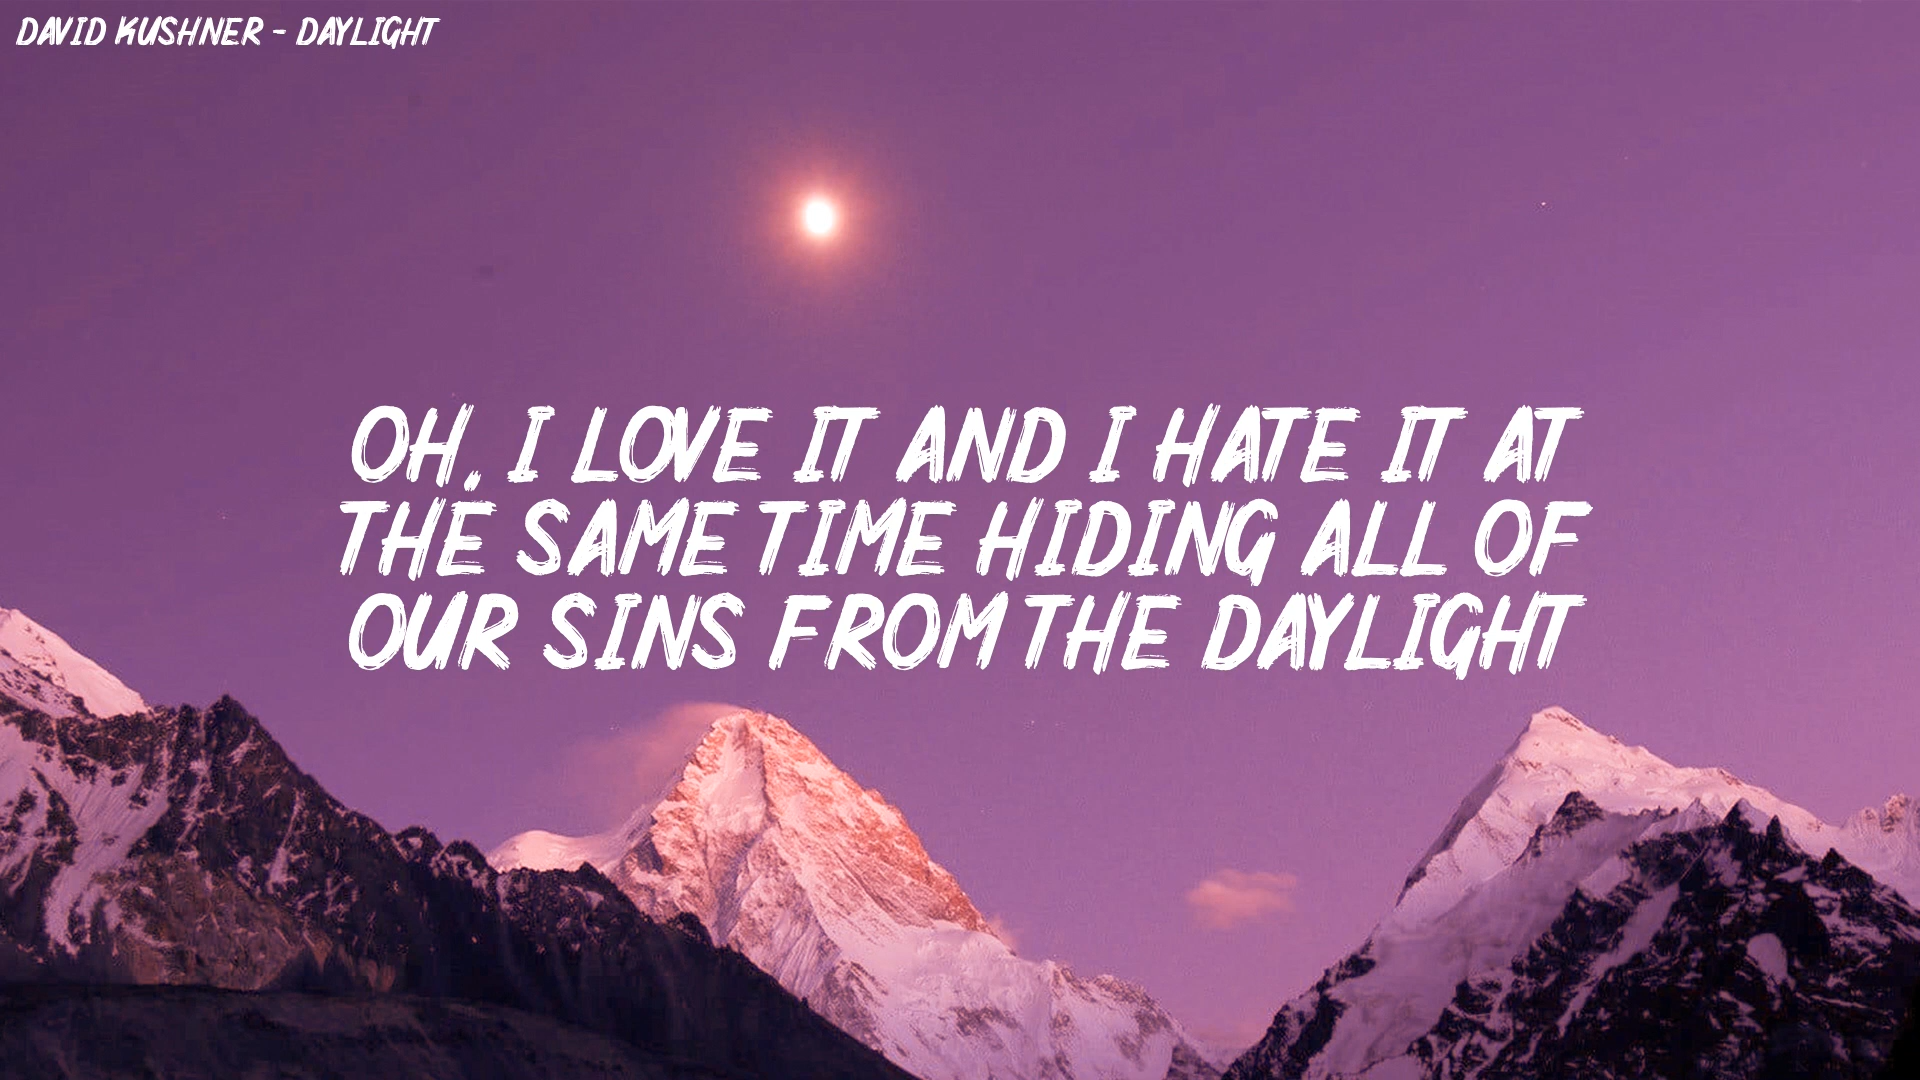 DAVID KUSHNER - DAYLIGHT
OH, I LOVE IT AND I HATE IT AT
THE SAME TIME HIDING ALL OF
OUR SINS FROM THE DAYLIGHT